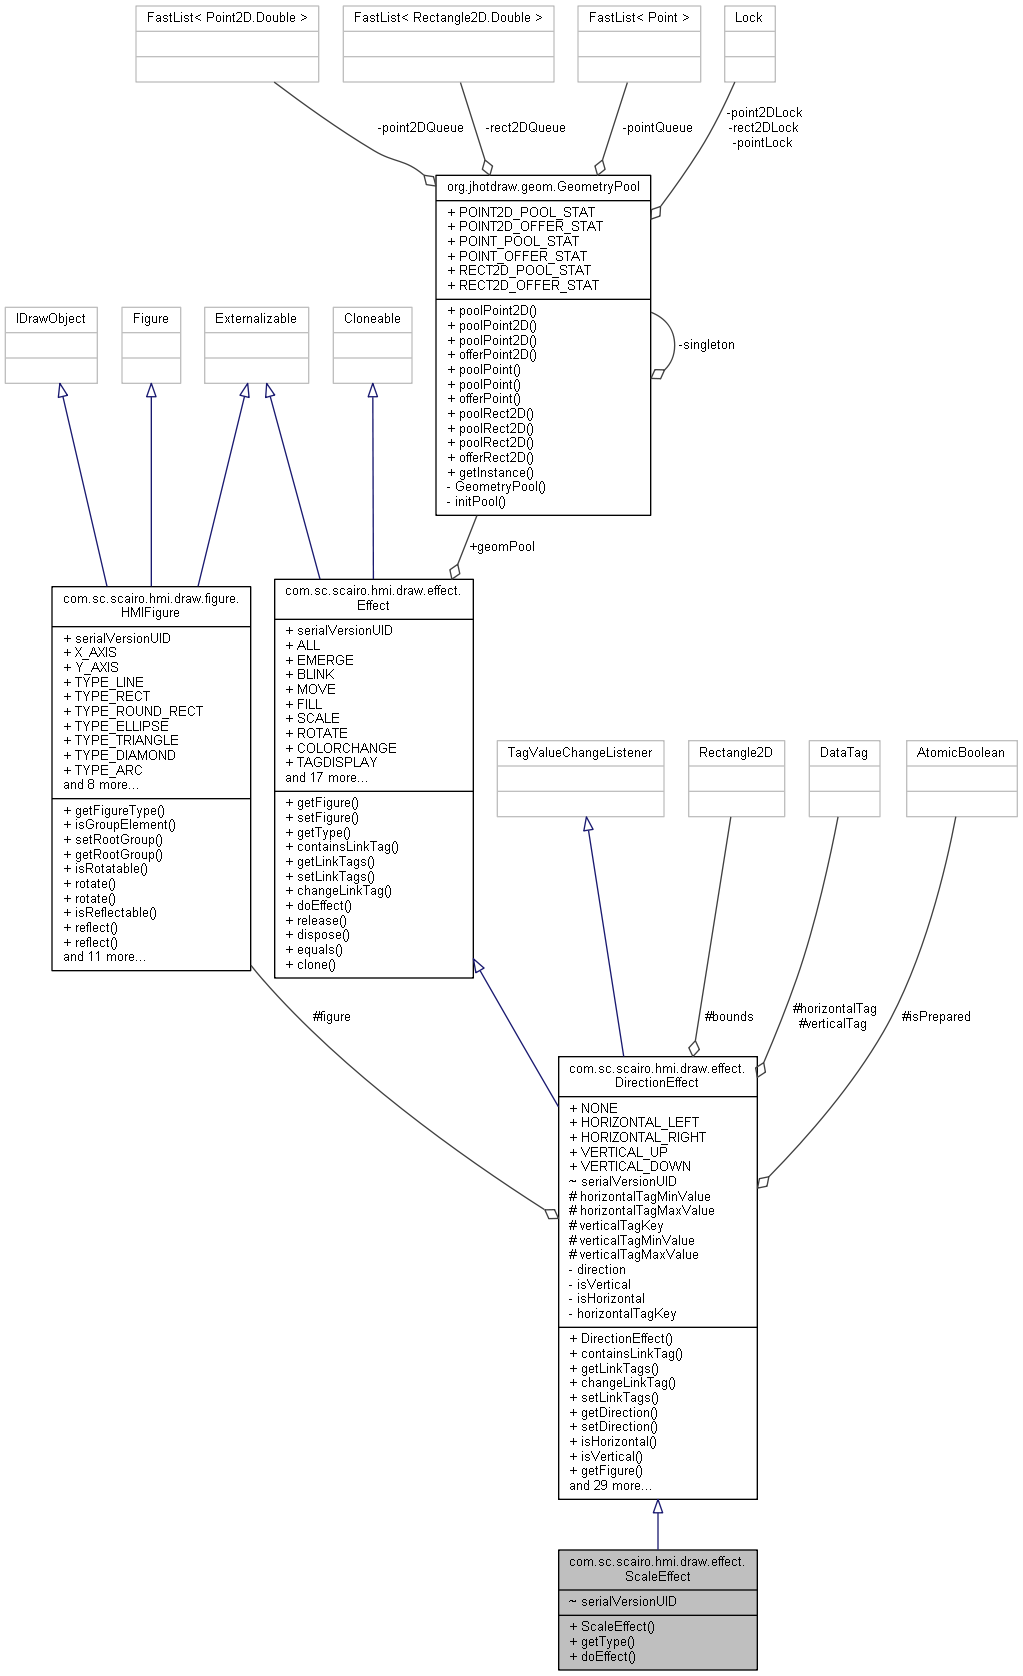 FastList< Point2D.Double >
FastList< Rectangle2D.Double >
FastList< Point >
Lock
-point2DQueue
-rect2DQueue
-pointQueue
-point2DLock
-rect2DLock
-pointLock
org.jhotdraw.geom.GeometryPool
+ POINT2D_POOL_STAT
+ POINT2D_OFFER_STAT
+ POINT_POOL_STAT
+ POINT_OFFER_STAT
+ RECT2D_POOL_STAT
+ RECT2D_OFFER_STAT
+ poolPoint2D()
+ poolPoint2D()
+ poolPoint2D()
+ offerPoint2D()
+ poolPoint()
+ poolPoint()
+ offerPoint()
+ poolRect2D()
+ poolRect2D()
+ poolRect2D()
+ offerRect2D()
+ getInstance()
- GeometryPool()
- initPool()
-singleton
IDrawObject
Figure
Externalizable
Cloneable
+geomPool
com.sc.scairo.hmi.draw.figure.
HMIFigure
+ serialVersionUID
+ X_AXIS
+ Y_AXIS
+ TYPE_LINE
+ TYPE_RECT
+ TYPE_ROUND_RECT
+ TYPE_ELLIPSE
+ TYPE_TRIANGLE
+ TYPE_DIAMOND
+ TYPE_ARC
and 8 more...
+ getFigureType()
+ isGroupElement()
+ setRootGroup()
+ getRootGroup()
+ isRotatable()
+ rotate()
+ rotate()
+ isReflectable()
+ reflect()
+ reflect()
and 11 more...
com.sc.scairo.hmi.draw.effect.
Effect
+ serialVersionUID
+ ALL
+ EMERGE
+ BLINK
+ MOVE
+ FILL
+ SCALE
+ ROTATE
+ COLORCHANGE
+ TAGDISPLAY
and 17 more...
+ getFigure()
+ setFigure()
+ getType()
+ containsLinkTag()
+ getLinkTags()
+ setLinkTags()
+ changeLinkTag()
+ doEffect()
+ release()
+ dispose()
+ equals()
+ clone()
TagValueChangeListener
Rectangle2D
DataTag
AtomicBoolean
#figure
#bounds
#horizontalTag
#verticalTag
#isPrepared
com.sc.scairo.hmi.draw.effect.
DirectionEffect
+ NONE
+ HORIZONTAL_LEFT
+ HORIZONTAL_RIGHT
+ VERTICAL_UP
+ VERTICAL_DOWN
~ serialVersionUID
# horizontalTagMinValue
# horizontalTagMaxValue
# verticalTagKey
# verticalTagMinValue
# verticalTagMaxValue
- direction
- isVertical
- isHorizontal
- horizontalTagKey
+ DirectionEffect()
+ containsLinkTag()
+ getLinkTags()
+ changeLinkTag()
+ setLinkTags()
+ getDirection()
+ setDirection()
+ isHorizontal()
+ isVertical()
+ getFigure()
and 29 more...
com.sc.scairo.hmi.draw.effect.
ScaleEffect
~ serialVersionUID
+ ScaleEffect()
+ getType()
+ doEffect()